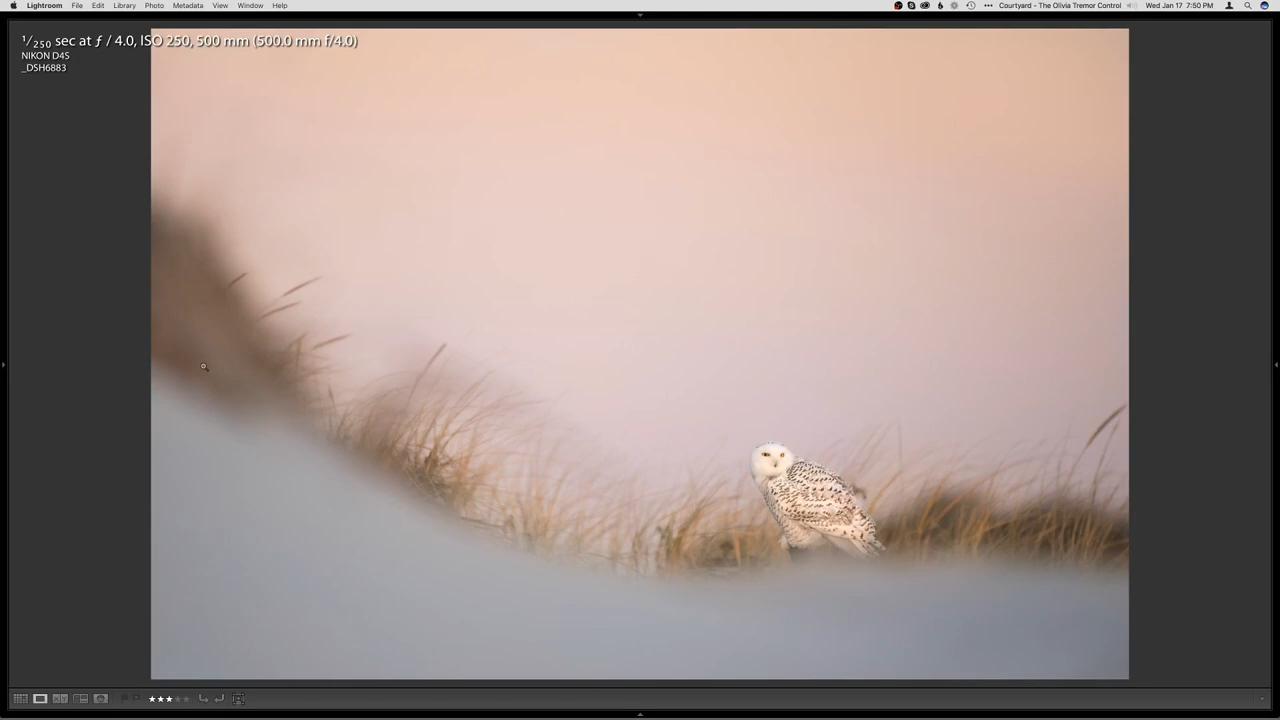 Lightroom File Edit Library Photo Metadata View Window Help
Courtyard - The Olivia Tremor Control Wed Jan 17 7:50 PM
1/250 sec at ƒ / 4.0, ISO 250, 500 mm (500.0 mm f/4.0)
NIKON D4S
_DSH6883